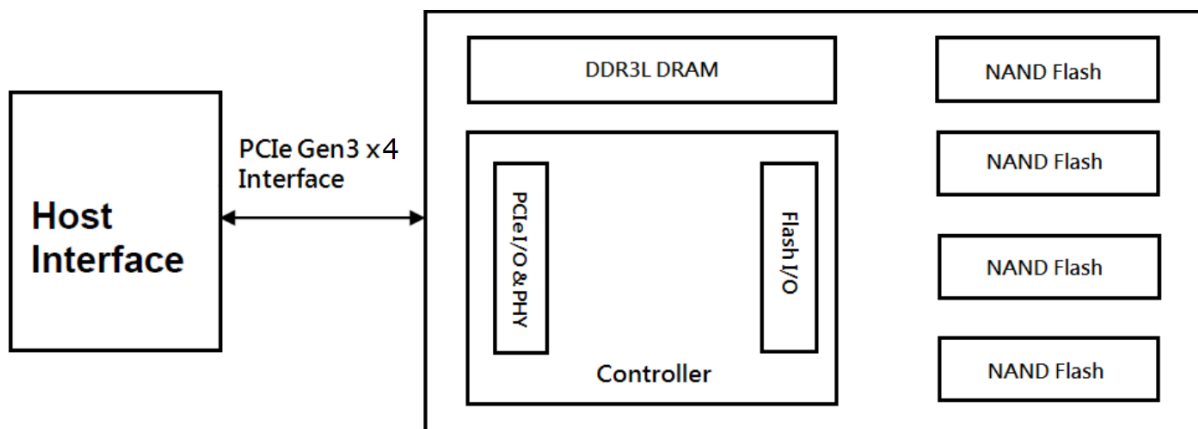 Host
Interface
PCIe Gen3 x4
Interface
DDR3L DRAM
PCIe I/O & PHY
Flash I/O
Controller
NAND Flash
NAND Flash
NAND Flash
NAND Flash